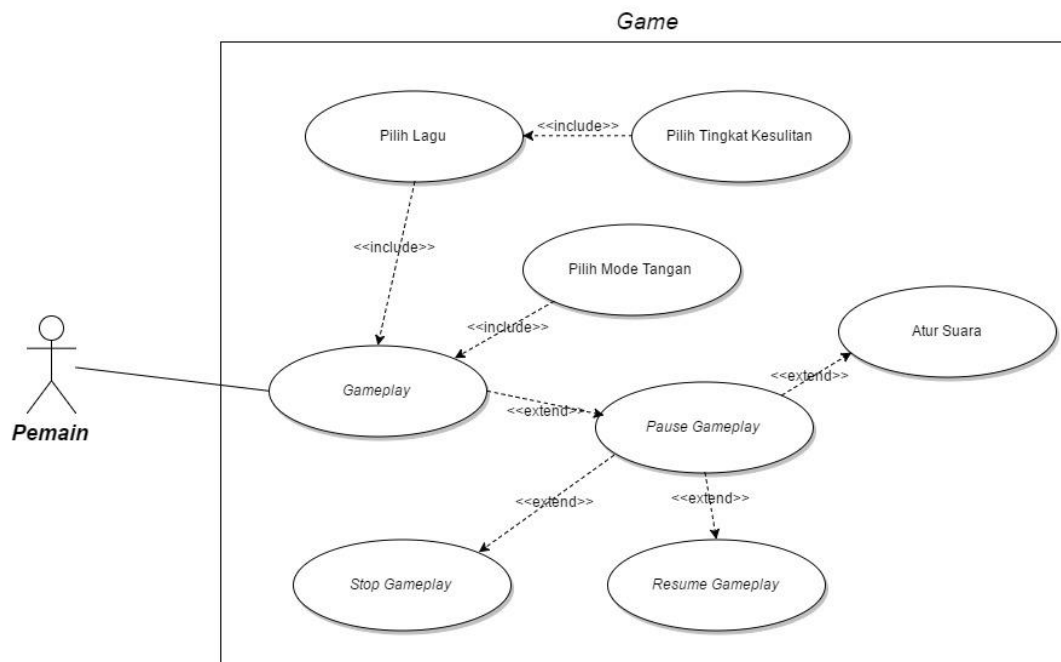 Game
Pilih Lagu
<<include>>
Pilih Tingkat Kesulitan
<<include>>
Pilih Mode Tangan
<<include>>
Atur Suara
<<extend>>
Gameplay
<<extend>>
Pause Gameplay
Pemain
<<extend>>
<<extend>>
Stop Gameplay
Resume Gameplay